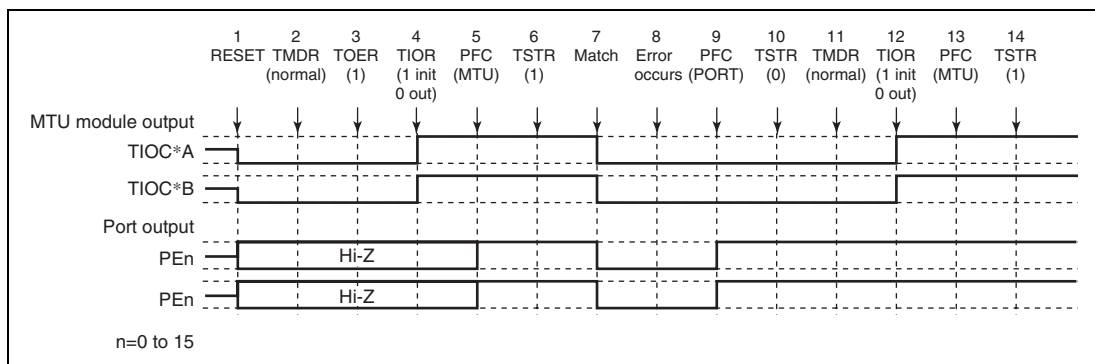 1 2 3 4 5 6 7 8 9 10 11 12 13 14
RESET TMDR TOER TIOR PFC TSTR Match Error PFC TSTR TMDR TIOR PFC TSTR
(normal) (1) (1 init (MTU) (1) occurs (PORT) (0) (normal) (1 init (MTU) (1)
0 out) 0 out)
MTU module output
TIOC*A
TIOC*B
Port output
PEn Hi-Z
PEn Hi-Z
n=0 to 15